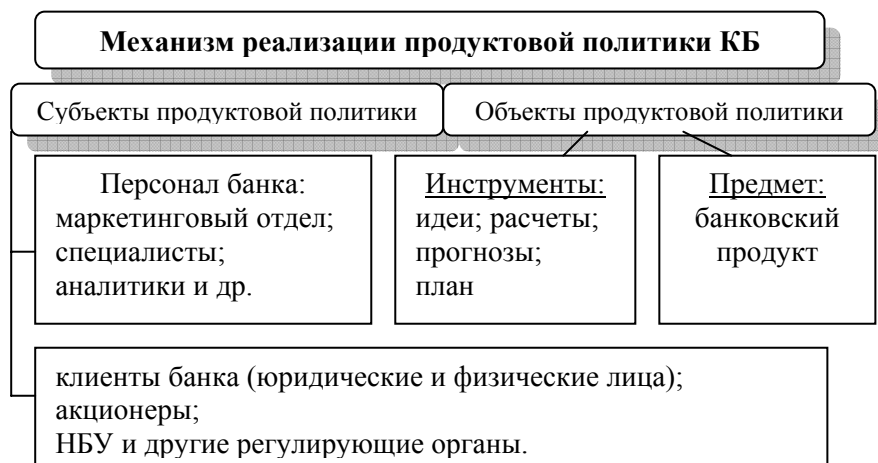 Механизм реализации продуктовой политики КБ
Субъекты продуктовой политики
Объекты продуктовой политики
Персонал банка:
маркетинговый отдел;
специалисты;
аналитики и др.
Инструменты:
идеи; расчеты;
прогнозы;
план
Предмет:
банковский
продукт
клиенты банка (юридические и физические лица);
акционеры;
НБУ и другие регулирующие органы.